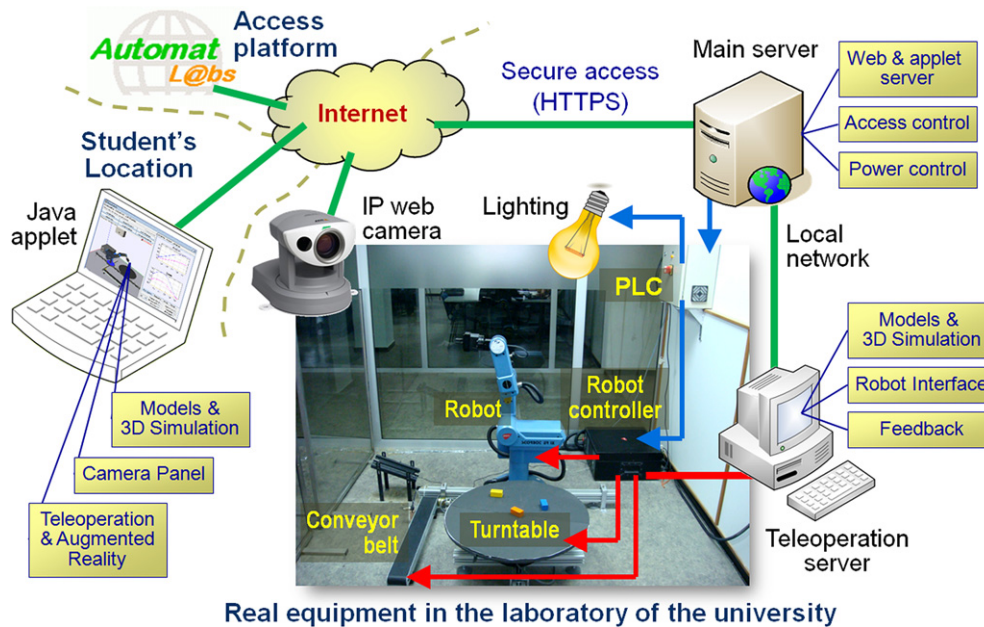 Access
platform
Automat
L@bs
Internet
Secure access
(HTTPS)
Main server
Web & applet
server
Access control
Power control
Student's
Location
Java
applet
IP web
camera
Lighting
Local
network
PLC
Models &
3D Simulation
Robot Interface
Feedback
Robot
Robot
controller
Models &
3D Simulation
Camera Panel
Teleoperation
& Augmented
Reality
Conveyor
belt
Turntable
Teleoperation
server
Real equipment in the laboratory of the university